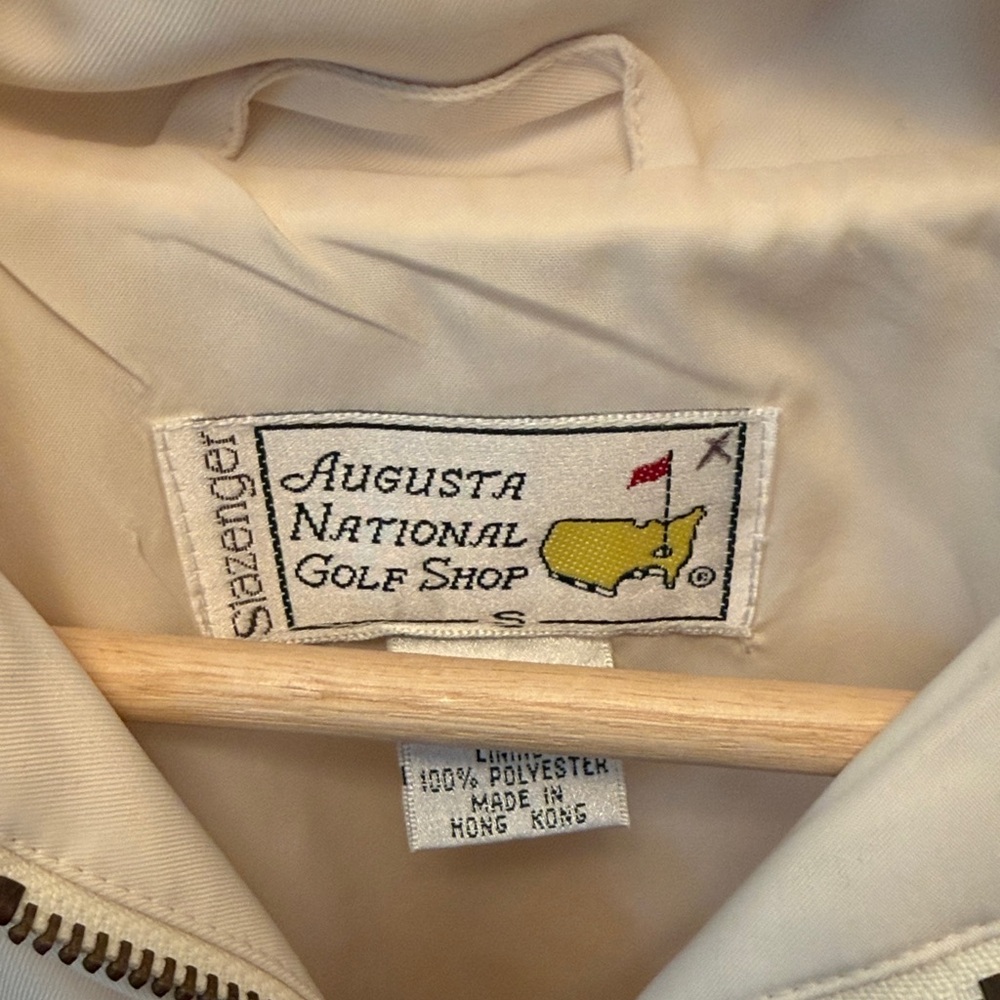 Slazenger
AUGUSTA
NATIONAL
GOLF SHOP
®
S
100% POLYESTER
MADE IN
HONG KONG